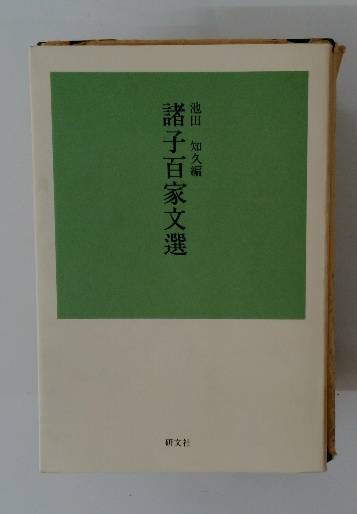 池田 知久編
諸子百家文選
研文社